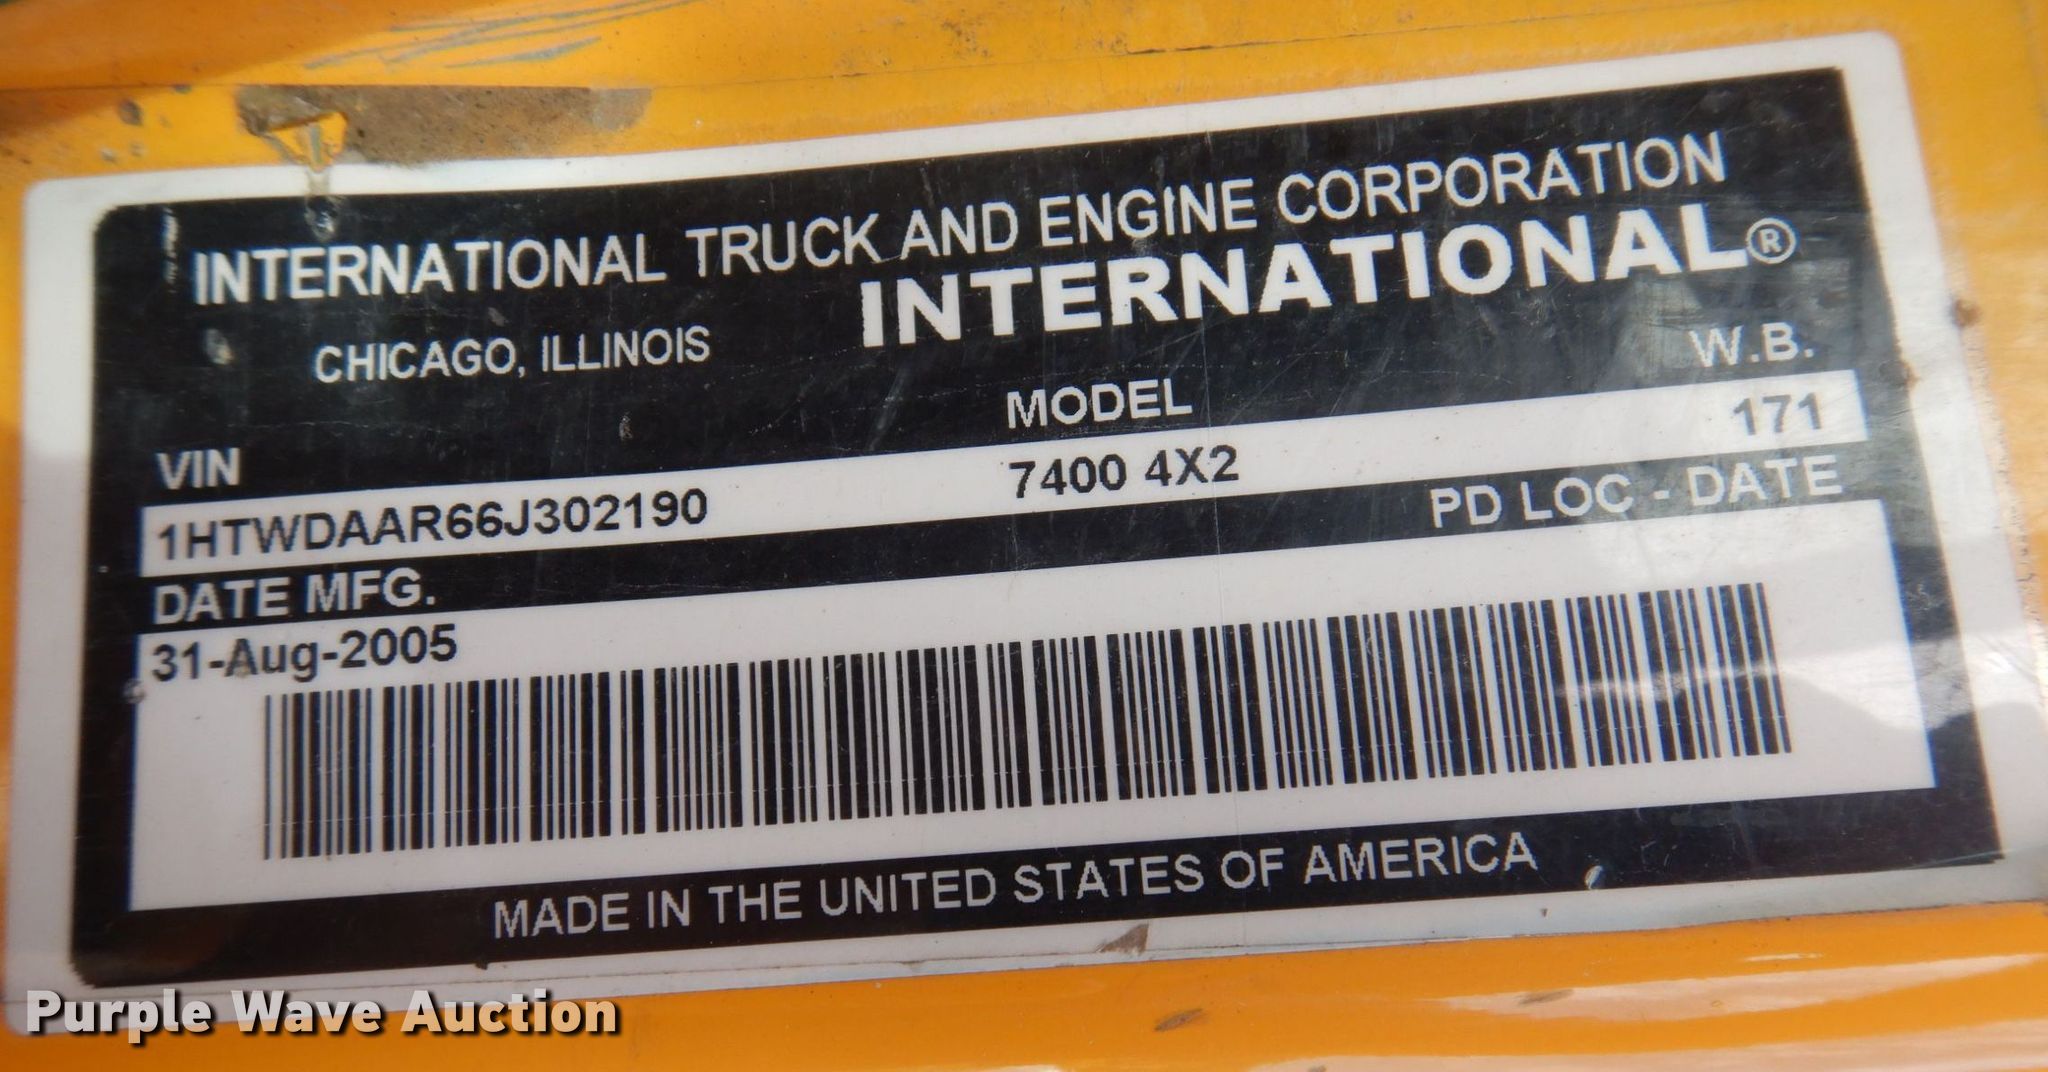 INTERNATIONAL TRUCK AND ENGINE CORPORATION
CHICAGO, ILLINOIS
INTERNATIONAL®
VIN
MODEL
W.B.
1HTWDAAR66J302190
7400 4X2
171
DATE MFG.
PD LOC - DATE
31-Aug-2005
MADE IN THE UNITED STATES OF AMERICA
Purple Wave Auction